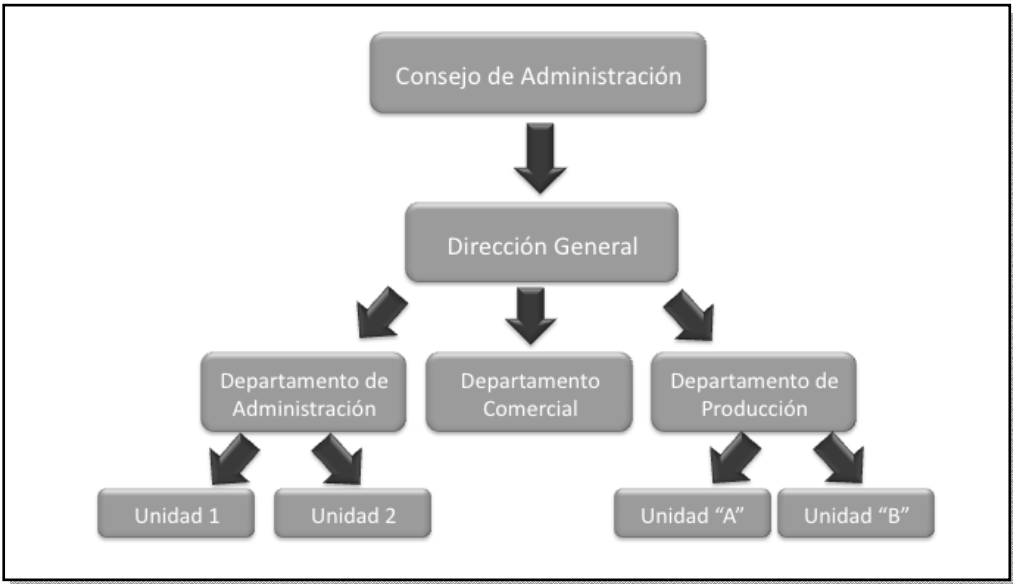 Consejo de Administración
Dirección General
Departamento de
Administración
Departamento
Comercial
Departamento de
Producción
Unidad 1
Unidad 2
Unidad “A”
Unidad “B”